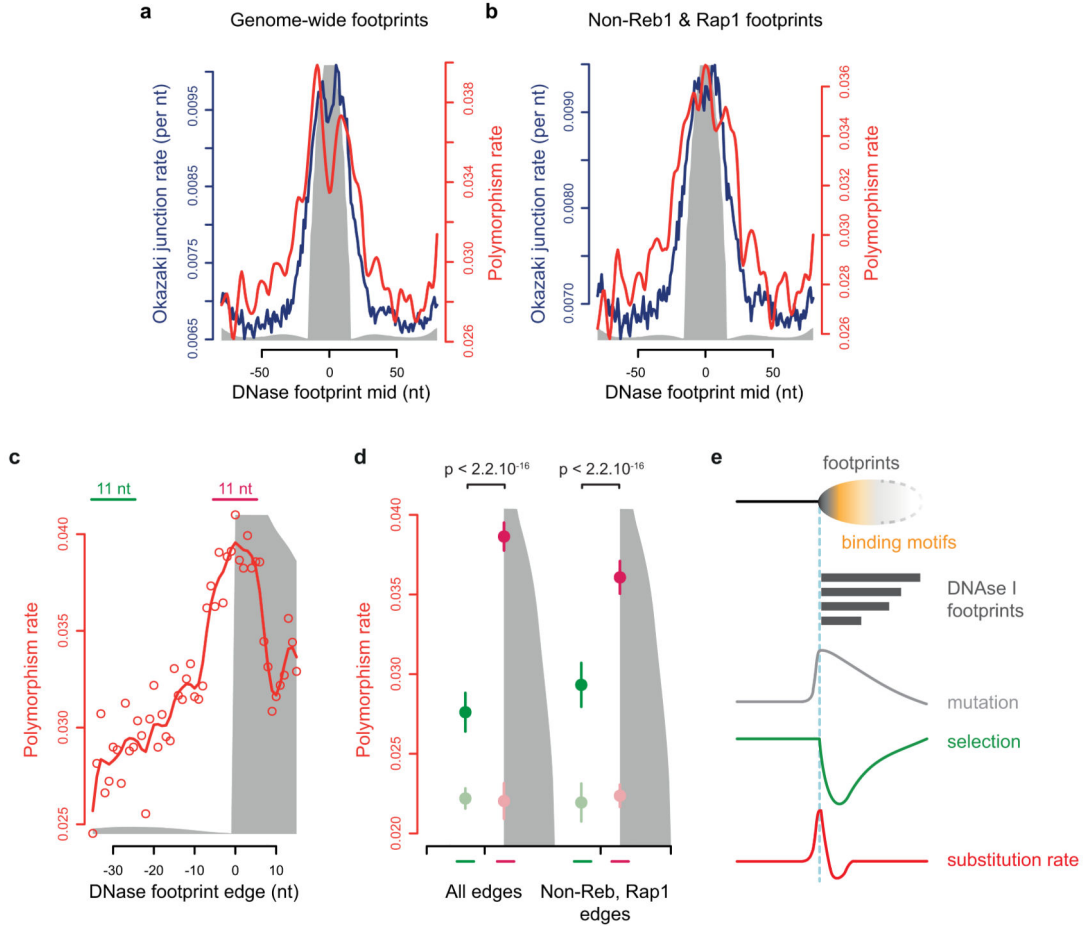 a
Genome-wide footprints
Okazaki junction rate (per nt)
0.0065
0.0075
0.0085
0.0095
Polymorphism rate
0.026
0.030
0.034
0.038
-50
0
50
DNase footprint mid (nt)
b
Non-Reb1 & Rap1 footprints
Okazaki junction rate (per nt)
0.0070
0.0080
0.0090
Polymorphism rate
0.026
0.028
0.030
0.032
0.034
0.036
-50
0
50
DNase footprint mid (nt)
c
11 nt
11 nt
Polymorphism rate
0.025
0.030
0.035
0.040
-30
-20
-10
0
10
DNase footprint edge (nt)
d
p < 2.2.10-16
p < 2.2.10-16
Polymorphism rate
0.020
0.025
0.030
0.035
0.040
All edges
Non-Reb, Rap1
edges
e
footprints
binding motifs
DNAse I
footprints
mutation
selection
substitution rate